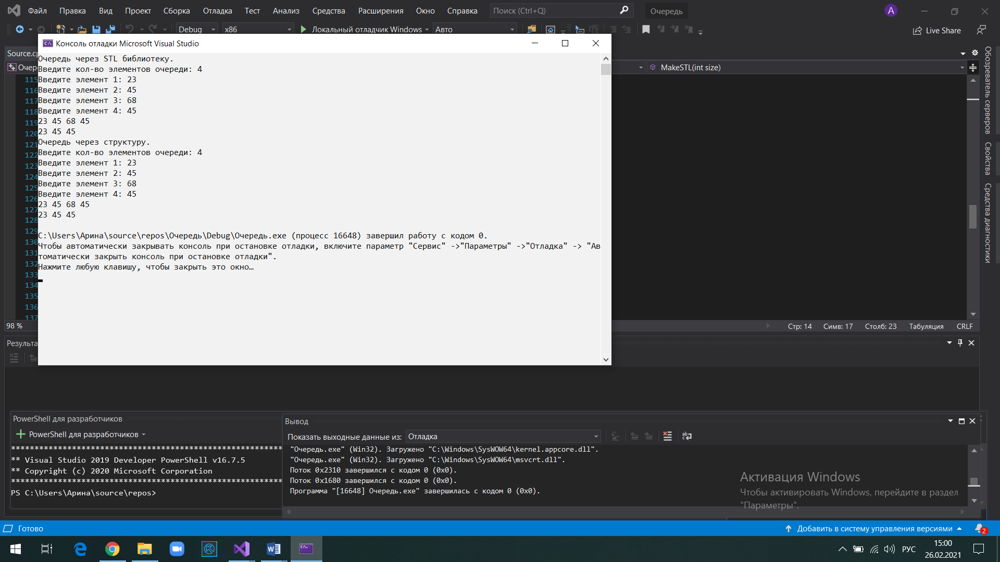 Файл Правка Вид Проект Сборка Отладка Тест Анализ Средства Расширения Окно Справка Поиск (Ctrl+Q) Очередь A
Debug x86 Локальный отладчик Windows Авто Live Share
Консоль отладки Microsoft Visual Studio
Source.c
Очер
MakeSTL(int size)
Очередь через STL библиотеку.
Введите кол-во элементов очереди: 4
115 Введите элемент 1: 23
116 Введите элемент 2: 45
117 Введите элемент 3: 68
118 Введите элемент 4: 45
119 23 45 68 45
120 23 45 45
121 Очередь через структуру.
122 Введите кол-во элементов очереди: 4
123 Введите элемент 1: 23
124 Введите элемент 2: 45
125 Введите элемент 3: 68
126 Введите элемент 4: 45
127 23 45 68 45
128 23 45 45
129
130 C:\Users\Арина\source\repos\Очередь\Debug\Очередь.exe (процесс 16648) завершил работу с кодом 0.
131 Чтобы автоматически закрывать консоль при остановке отладки, включите параметр "Сервис" ->"Параметры" ->"Отладка" -> "Ав
132 томатически закрыть консоль при остановке отладки".
133 Нажмите любую клавишу, чтобы закрыть это окно…
134
135
136
137
Обозреватель серверов
Свойства
Средства диагностики
98 % Стр: 14 Симв: 17 Столб: 23 Табуляция CRLF
Результа
PowerShell для разработчиков
PowerShell для разработчиков
**********************************************************
** Visual Studio 2019 Developer PowerShell v16.7.5
** Copyright (c) 2020 Microsoft Corporation
**********************************************************
PS C:\Users\Арина\source\repos>
Вывод
Показать выходные данные из: Отладка
"Очередь.exe" (Win32). Загружено "C:\Windows\SysWOW64\kernel.appcore.dll".
"Очередь.exe" (Win32). Загружено "C:\Windows\SysWOW64\msvcrt.dll".
Поток 0x2310 завершился с кодом 0 (0x0).
Поток 0x1680 завершился с кодом 0 (0x0).
Программа "[16648] Очередь.exe" завершилась с кодом 0 (0x0).
Активация Windows
Чтобы активировать Windows, перейдите в раздел
"Параметры".
Готово Добавить в систему управления версиями 2
РУС 15:00
26.02.2021